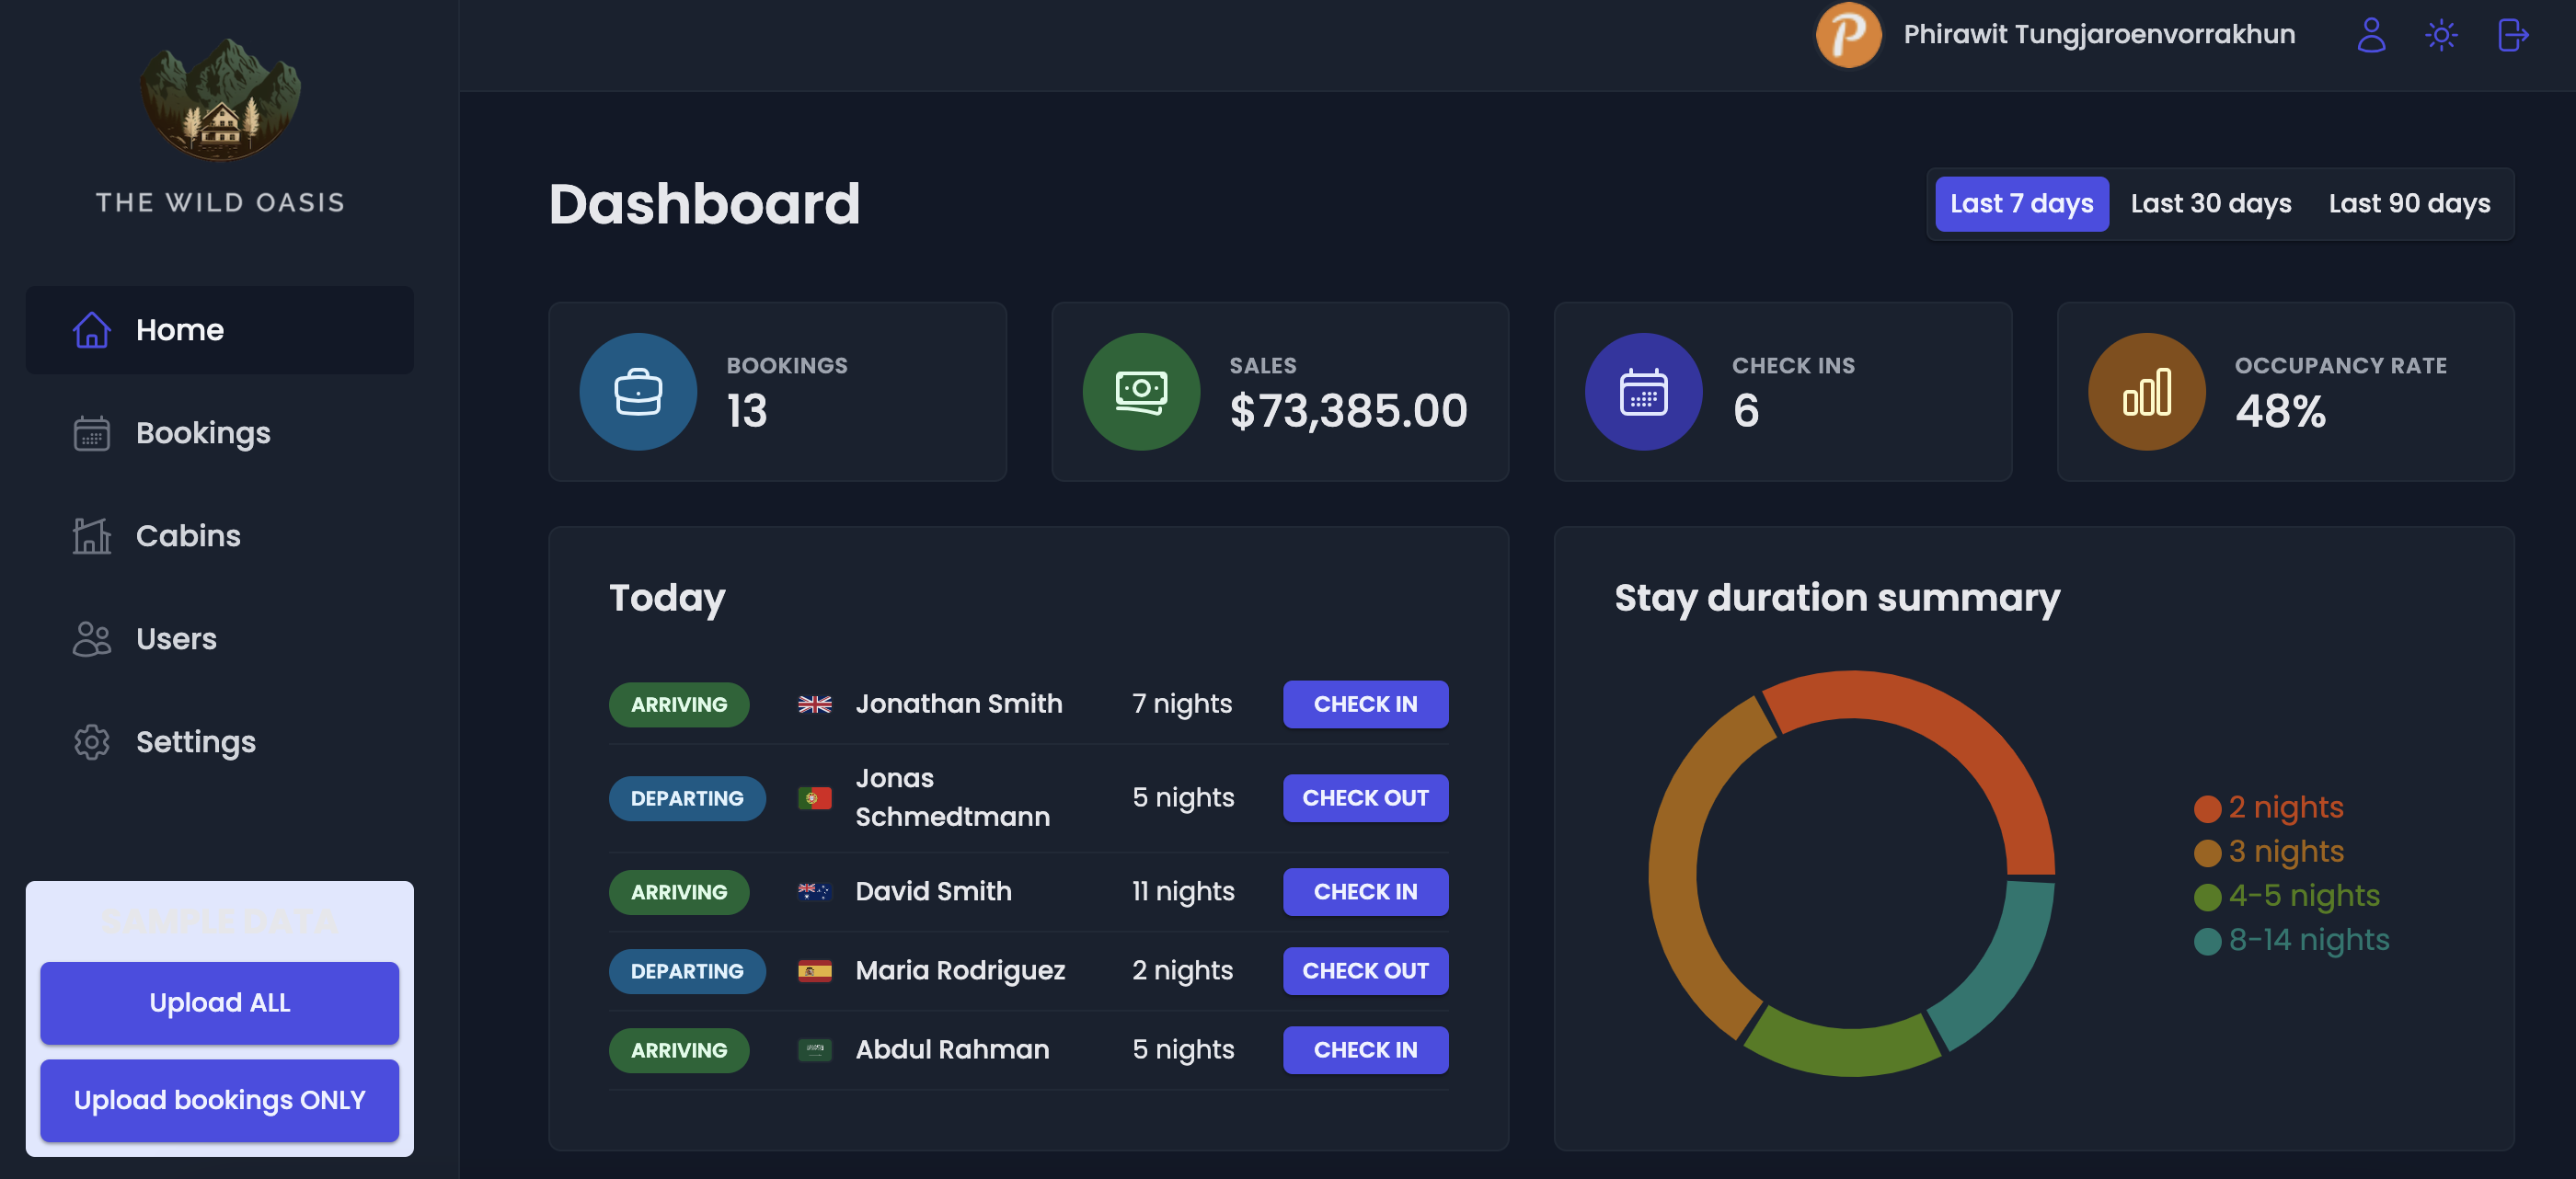 THE WILD OASIS
Home
Bookings
Cabins
Users
Settings
SAMPLE DATA
Upload ALL
Upload bookings ONLY
P
Phirawit Tungjaroenvorrakhun
Dashboard
Last 7 days Last 30 days Last 90 days
BOOKINGS
13
SALES
$73,385.00
CHECK INS
6
OCCUPANCY RATE
48%
Today
ARRIVING Jonathan Smith 7 nights CHECK IN
DEPARTING Jonas Schmedtmann 5 nights CHECK OUT
ARRIVING David Smith 11 nights CHECK IN
DEPARTING Maria Rodriguez 2 nights CHECK OUT
ARRIVING Abdul Rahman 5 nights CHECK IN
Stay duration summary
2 nights
3 nights
4-5 nights
8-14 nights